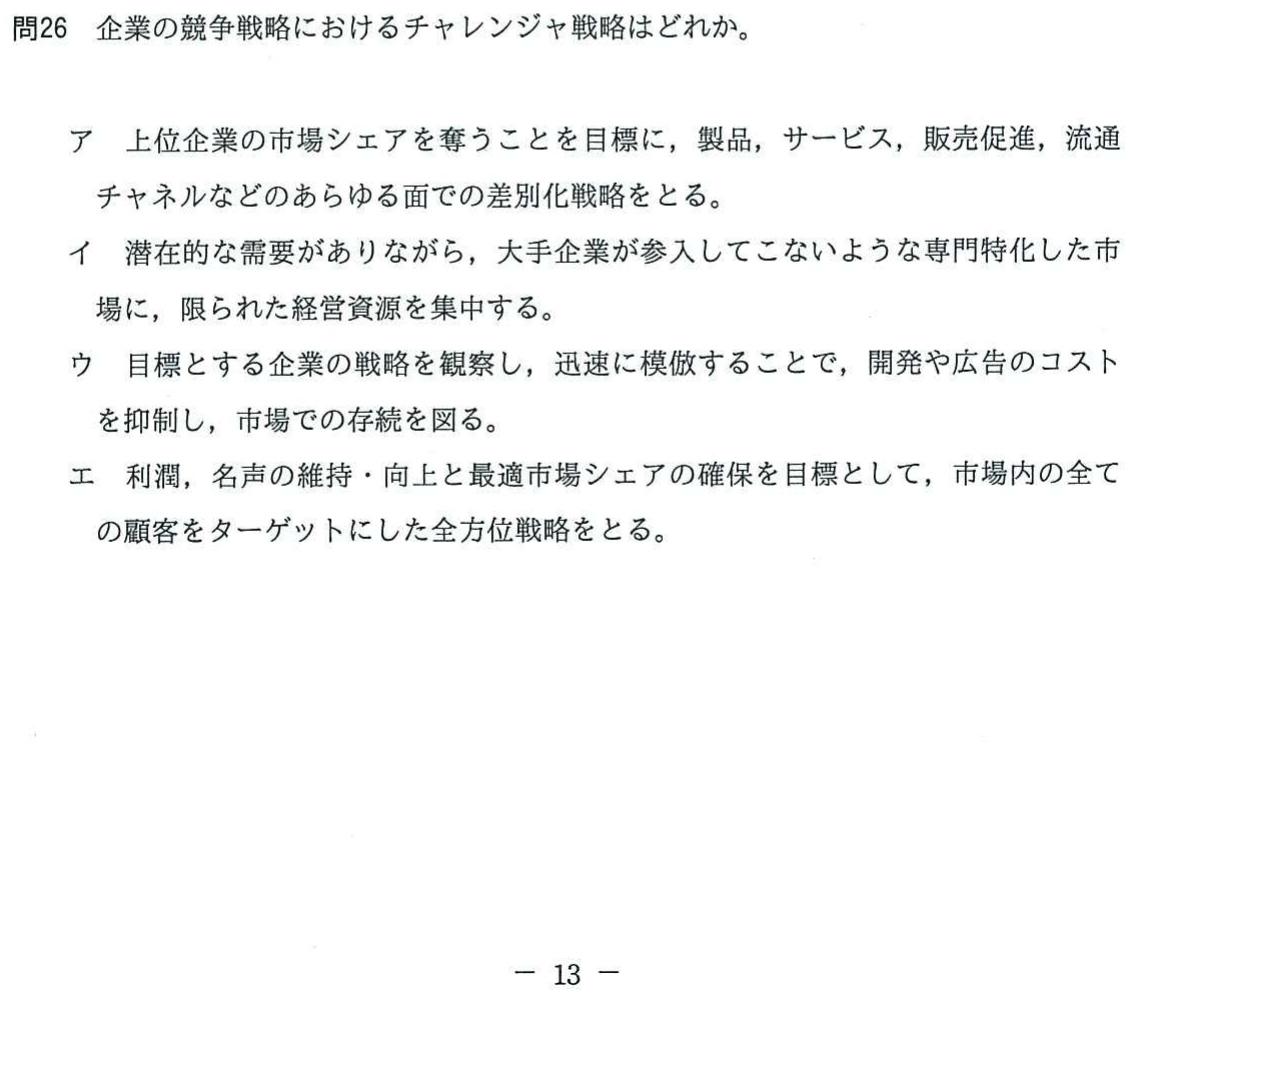 問26　企業の競争戦略におけるチャレンジャ戦略はどれか。
ア　上位企業の市場シェアを奪うことを目標に，製品，サービス，販売促進，流通
チャネルなどのあらゆる面での差別化戦略をとる。
イ　潜在的な需要がありながら，大手企業が参入してこないような専門特化した市
場に，限られた経営資源を集中する。
ウ　目標とする企業の戦略を観察し，迅速に模倣することで，開発や広告のコスト
を抑制し，市場での存続を図る。
エ　利潤，名声の維持・向上と最適市場シェアの確保を目標として，市場内の全て
の顧客をターゲットにした全方位戦略をとる。
－ 13 －